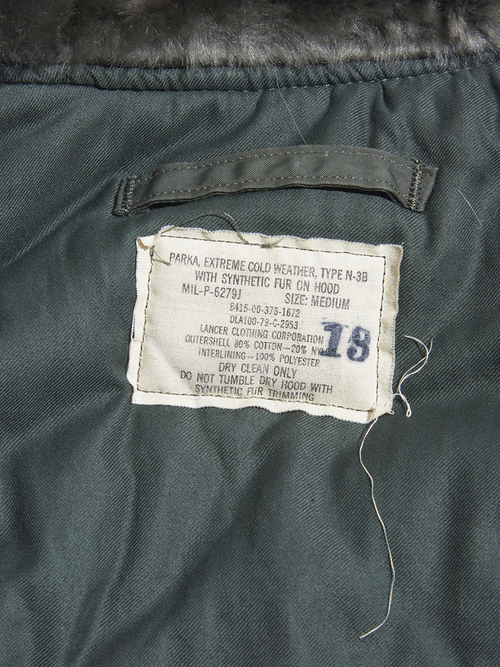 PARKA, EXTREME COLD WEATHER, TYPE N-3B
WITH SYNTHETIC FUR ON HOOD
MIL-P-6279J SIZE: MEDIUM
8415-00-376-1672
DLA100-79-C-2953
LANCER CLOTHING CORPORATION
OUTERSHELL 80% COTTON-20%
INTERLINING-100% POLYESTER
18
DRY CLEAN ONLY
DO NOT TUMBLE DRY HOOD WITH
SYNTHETIC FUR TRIMMING